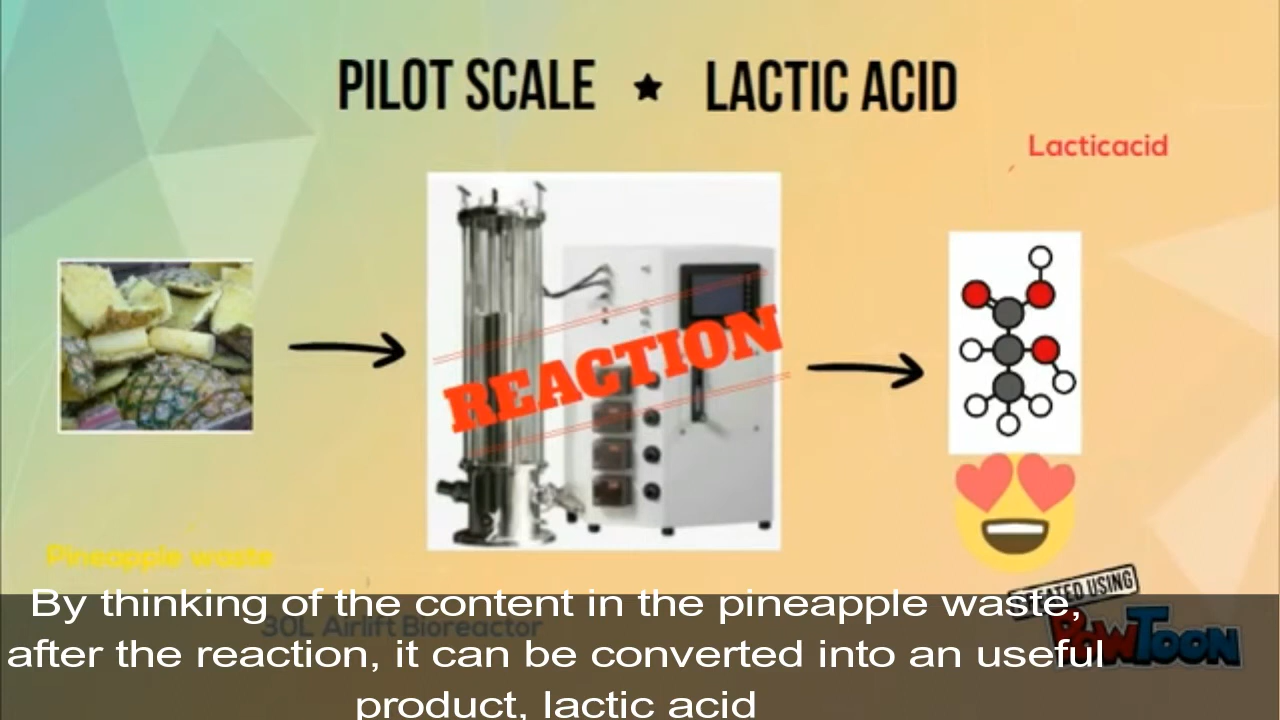 PILOT SCALE ★ LACTIC ACID
Lacticacid
REACTION
Pineapple waste
30L Airlift Bioreactor
CREATED USING
POWTOON
By thinking of the content in the pineapple waste,
after the reaction, it can be converted into an useful
product, lactic acid